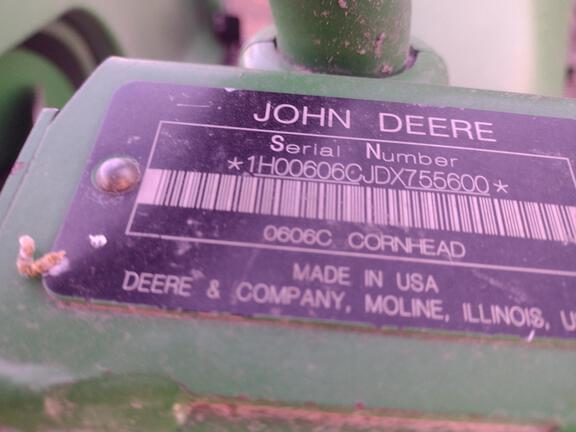 JOHN DEERE
Serial Number
*1H00606CJDX755600*
0606C CORNHEAD
MADE IN USA
DEERE & COMPANY, MOLINE, ILLINOIS,